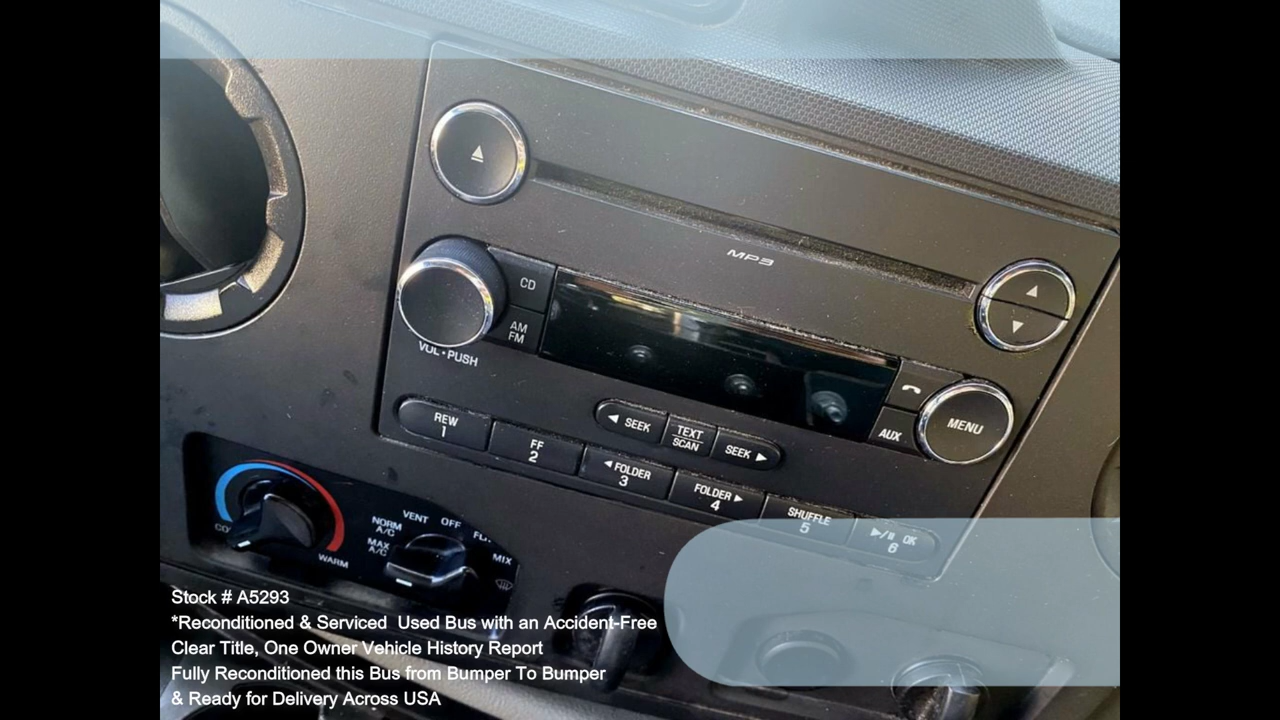 MP3
CD
AM
FM
VOL•PUSH
MENU
AUX
◄ SEEK
TEXT
SCAN
SEEK ►
REW
1
FF
2
◄FOLDER
3
FOLDER►
4
SHUFFLE
5
►/II OK
6
VENT
OFF
NORM
A/C
MAX
A/C
MIX
WARM
Stock # A5293
*Reconditioned & Serviced  Used Bus with an Accident-Free
Clear Title, One Owner Vehicle History Report
Fully Reconditioned this Bus from Bumper To Bumper
& Ready for Delivery Across USA